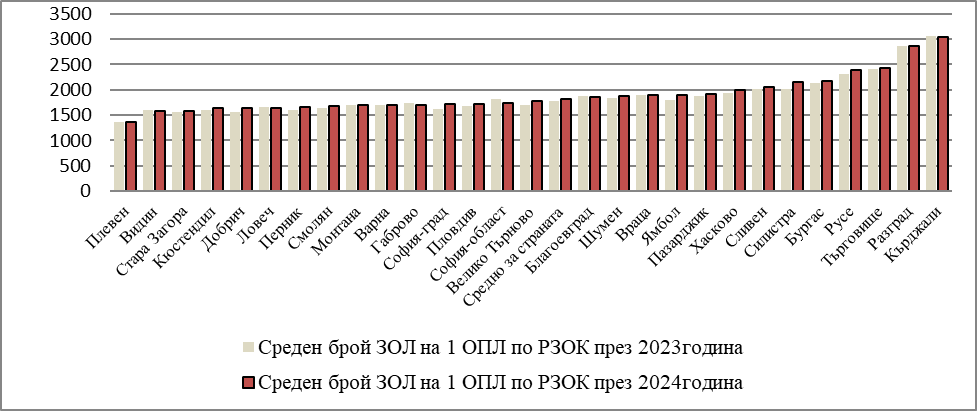 3500
3000
2500
2000
1500
1000
500
0
Плевен
Видин
Стара Загора
Кюстендил
Добрич
Ловеч
Перник
Смолян
Монтана
Варна
Габрово
София-град
Пловдив
София-област
Велико Търново
Средно за страната
Благоевград
Шумен
Враца
Ямбол
Пазарджик
Хасково
Сливен
Силистра
Бургас
Русе
Търговище
Разград
Кърджали
Среден брой ЗОЛ на 1 ОПЛ по РЗОК през 2023година
Среден брой ЗОЛ на 1 ОПЛ по РЗОК през 2024година